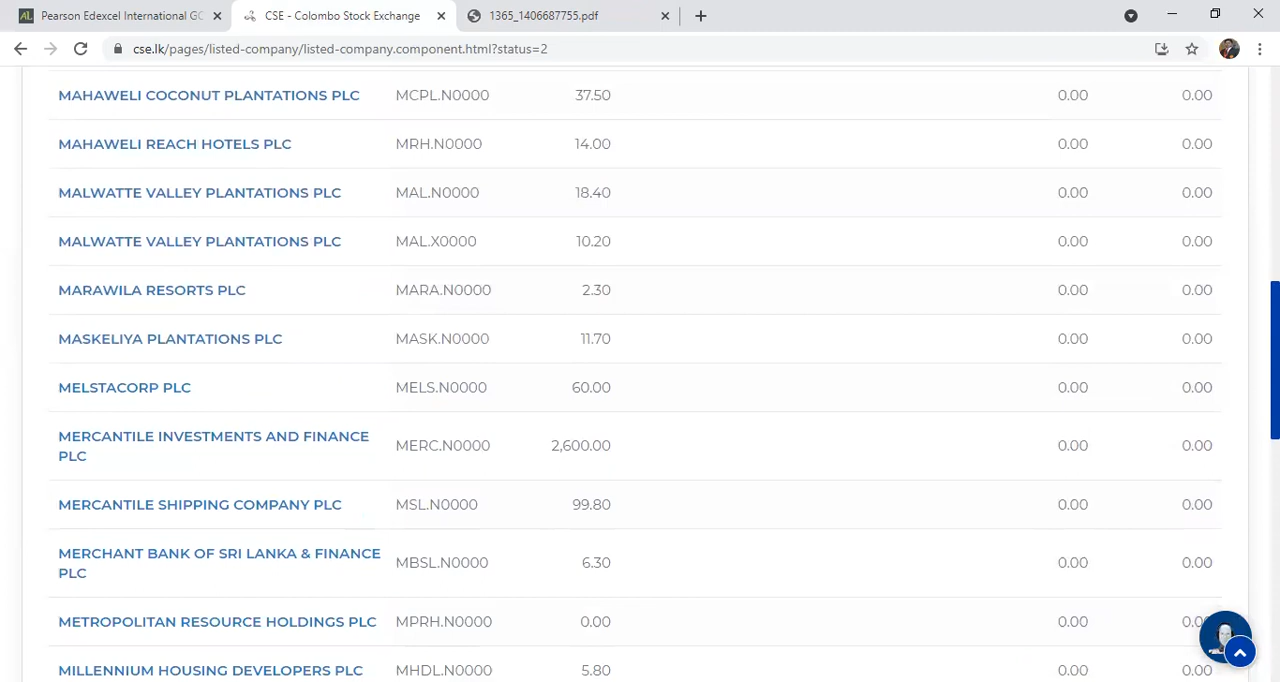 Pearson Edexcel International GC
CSE - Colombo Stock Exchange
1365_1406687755.pdf
cse.lk/pages/listed-company/listed-company.component.html?status=2
MAHAWELI COCONUT PLANTATIONS PLC MCPL.N0000 37.50 0.00 0.00
MAHAWELI REACH HOTELS PLC MRH.N0000 14.00 0.00 0.00
MALWATTE VALLEY PLANTATIONS PLC MAL.N0000 18.40 0.00 0.00
MALWATTE VALLEY PLANTATIONS PLC MAL.X0000 10.20 0.00 0.00
MARAWILA RESORTS PLC MARA.N0000 2.30 0.00 0.00
MASKELIYA PLANTATIONS PLC MASK.N0000 11.70 0.00 0.00
MELSTACORP PLC MELS.N0000 60.00 0.00 0.00
MERCANTILE INVESTMENTS AND FINANCE
PLC MERC.N0000 2,600.00 0.00 0.00
MERCANTILE SHIPPING COMPANY PLC MSL.N0000 99.80 0.00 0.00
MERCHANT BANK OF SRI LANKA & FINANCE
PLC MBSL.N0000 6.30 0.00 0.00
METROPOLITAN RESOURCE HOLDINGS PLC MPRH.N0000 0.00 0.00
MILLENNIUM HOUSING DEVELOPERS PLC MHDL.N0000 5.80 0.00 0.00